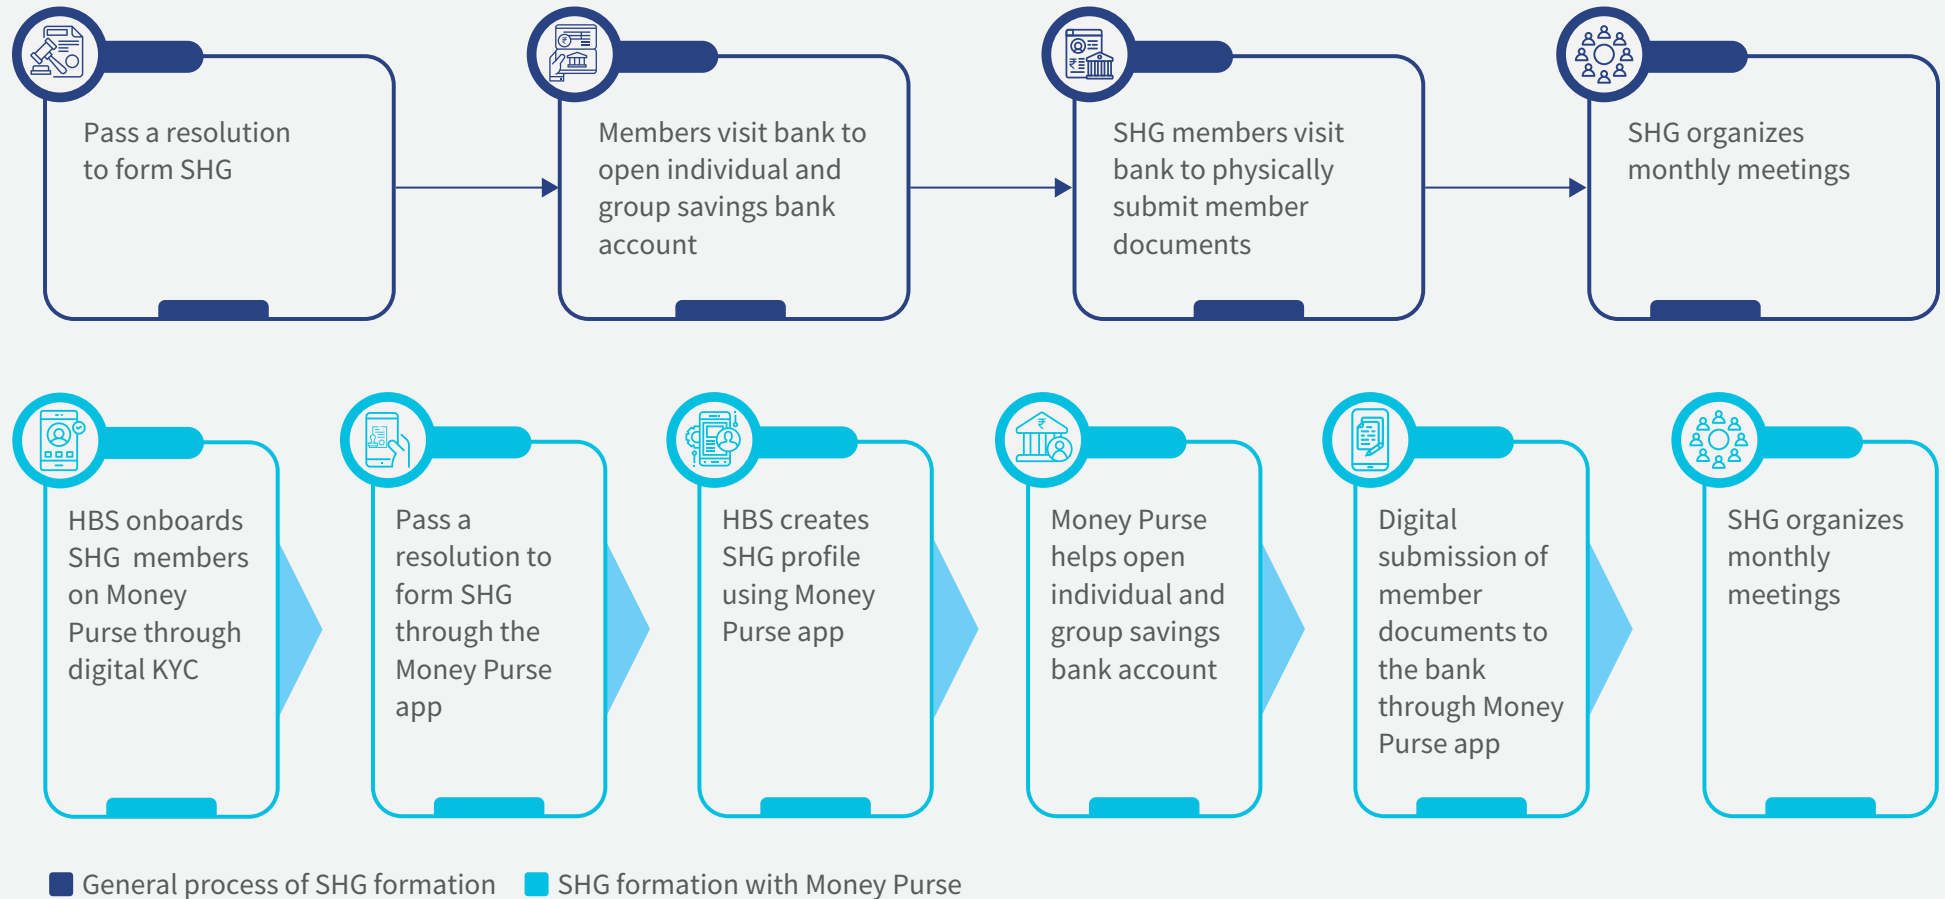 Pass a resolution
to form SHG
Members visit bank to
open individual and
group savings bank
account
SHG members visit
bank to physically
submit member
documents
SHG organizes
monthly meetings
HBS onboards
SHG members
on Money
Purse through
digital KYC
Pass a
resolution to
form SHG
through the
Money Purse
app
HBS creates
SHG profile
using Money
Purse app
Money Purse
helps open
individual and
group savings
bank account
Digital
submission of
member
documents to
the bank
through Money
Purse app
SHG organizes
monthly
meetings
General process of SHG formation
SHG formation with Money Purse